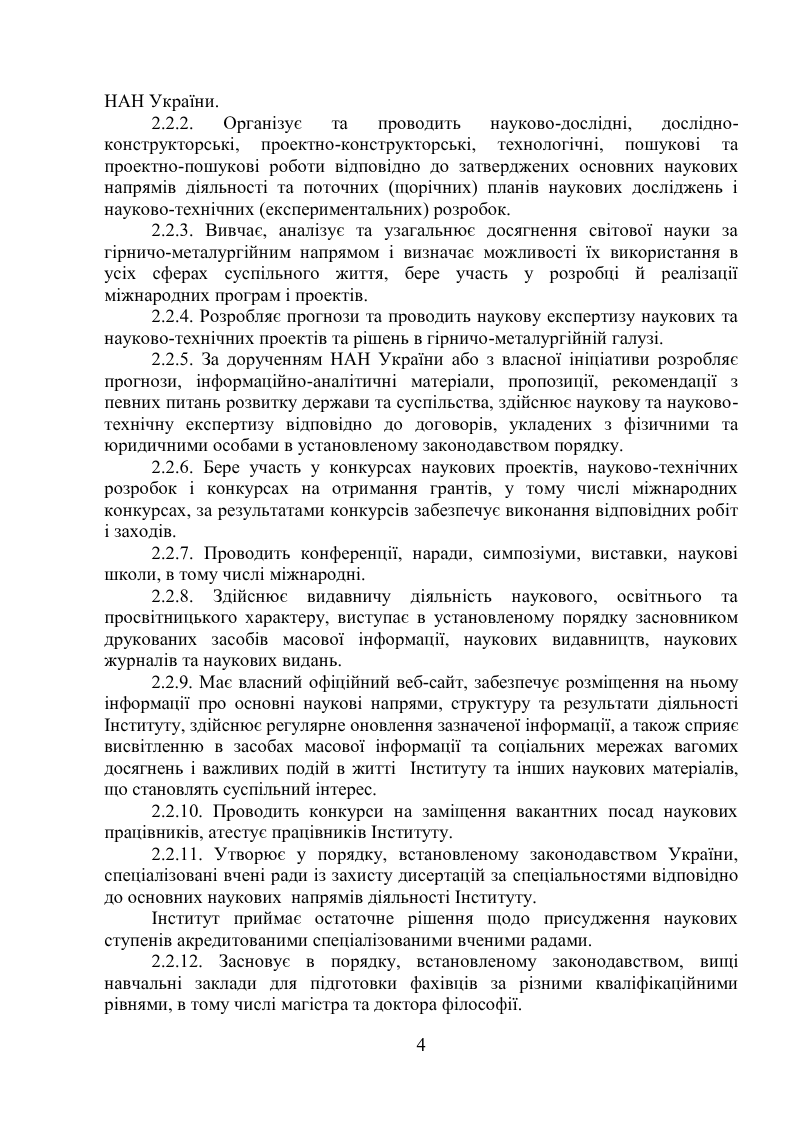 НАН України.
2.2.2. Організує та проводить науково-дослідні, дослідно-
конструкторські, проектно-конструкторські, технологічні, пошукові та
проектно-пошукові роботи відповідно до затверджених основних наукових
напрямів діяльності та поточних (щорічних) планів наукових досліджень і
науково-технічних (експериментальних) розробок.
2.2.3. Вивчає, аналізує та узагальнює досягнення світової науки за
гірничо-металургійним напрямом і визначає можливості їх використання в
усіх сферах суспільного життя, бере участь у розробці й реалізації
міжнародних програм і проектів.
2.2.4. Розробляє прогнози та проводить наукову експертизу наукових та
науково-технічних проектів та рішень в гірничо-металургійній галузі.
2.2.5. За дорученням НАН України або з власної ініціативи розробляє
прогнози, інформаційно-аналітичні матеріали, пропозиції, рекомендації з
певних питань розвитку держави та суспільства, здійснює наукову та науково-
технічну експертизу відповідно до договорів, укладених з фізичними та
юридичними особами в установленому законодавством порядку.
2.2.6. Бере участь у конкурсах наукових проектів, науково-технічних
розробок і конкурсах на отримання грантів, у тому числі міжнародних
конкурсах, за результатами конкурсів забезпечує виконання відповідних робіт
і заходів.
2.2.7. Проводить конференції, наради, симпозіуми, виставки, наукові
школи, в тому числі міжнародні.
2.2.8. Здійснює видавничу діяльність наукового, освітнього та
просвітницького характеру, виступає в установленому порядку засновником
друкованих засобів масової інформації, наукових видавництв, наукових
журналів та наукових видань.
2.2.9. Має власний офіційний веб-сайт, забезпечує розміщення на ньому
інформації про основні наукові напрями, структуру та результати діяльності
Інституту, здійснює регулярне оновлення зазначеної інформації, а також сприяє
висвітленню в засобах масової інформації та соціальних мережах вагомих
досягнень і важливих подій в житті Інституту та інших наукових матеріалів,
що становлять суспільний інтерес.
2.2.10. Проводить конкурси на заміщення вакантних посад наукових
працівників, атестує працівників Інституту.
2.2.11. Утворює у порядку, встановленому законодавством України,
спеціалізовані вчені ради із захисту дисертацій за спеціальностями відповідно
до основних наукових напрямів діяльності Інституту.
Інститут приймає остаточне рішення щодо присудження наукових
ступенів акредитованими спеціалізованими вченими радами.
2.2.12. Засновує в порядку, встановленому законодавством, вищі
навчальні заклади для підготовки фахівців за різними кваліфікаційними
рівнями, в тому числі магістра та доктора філософії.
4